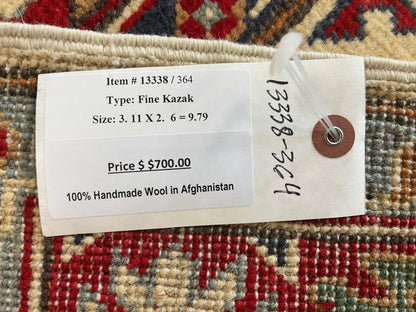 Item # 13338 / 364
Type: Fine Kazak
Size: 3. 11 X 2.  6 = 9.79
Price $ $700.00
100% Handmade Wool in Afghanistan
13338-364